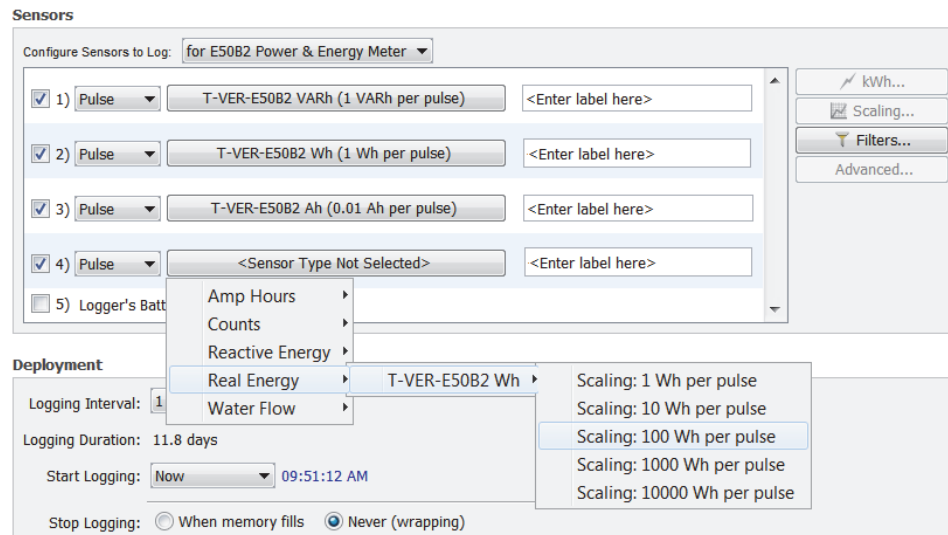 Sensors
Configure Sensors to Log: for E50B2 Power & Energy Meter
1) Pulse T-VER-E50B2 VARh (1 VARh per pulse) <Enter label here>
kWh...
Scaling...
2) Pulse T-VER-E50B2 Wh (1 Wh per pulse) <Enter label here>
Filters...
Advanced...
3) Pulse T-VER-E50B2 Ah (0.01 Ah per pulse) <Enter label here>
4) Pulse <Sensor Type Not Selected> <Enter label here>
5) Logger's Batt
Amp Hours
Counts
Reactive Energy
Real Energy
Water Flow
T-VER-E50B2 Wh
Scaling: 1 Wh per pulse
Scaling: 10 Wh per pulse
Scaling: 100 Wh per pulse
Scaling: 1000 Wh per pulse
Scaling: 10000 Wh per pulse
Deployment
Logging Interval: 1
Logging Duration: 11.8 days
Start Logging: Now 09:51:12 AM
Stop Logging: When memory fills Never (wrapping)